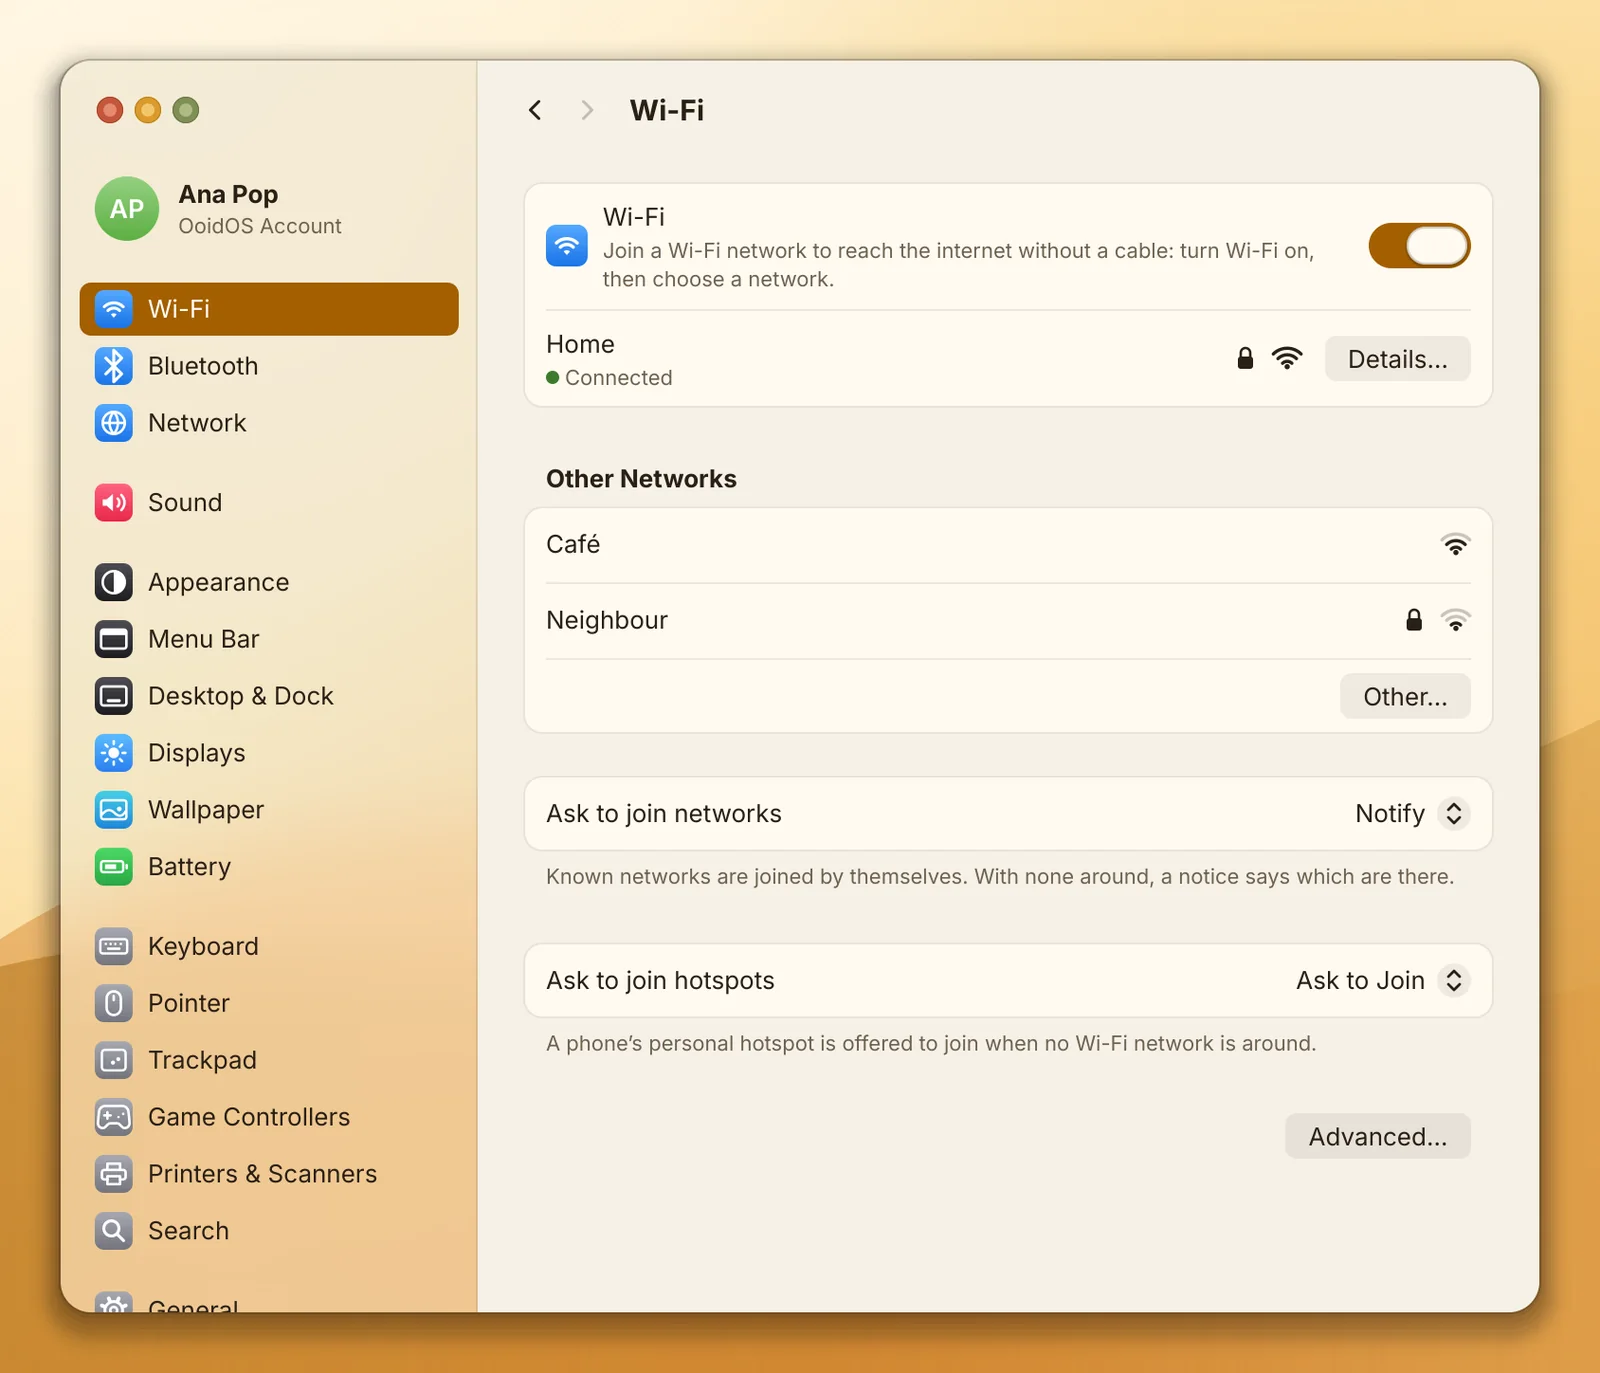 Wi-Fi
AP
Ana Pop
OoidOS Account
Wi-Fi
Bluetooth
Network
Sound
Appearance
Menu Bar
Desktop & Dock
Displays
Wallpaper
Battery
Keyboard
Pointer
Trackpad
Game Controllers
Printers & Scanners
Search
General
Wi-Fi
Join a Wi-Fi network to reach the internet without a cable: turn Wi-Fi on,
then choose a network.
Home
Connected
Details...
Other Networks
Café
Neighbour
Other...
Ask to join networks
Notify
Known networks are joined by themselves. With none around, a notice says which are there.
Ask to join hotspots
Ask to Join
A phone’s personal hotspot is offered to join when no Wi-Fi network is around.
Advanced...